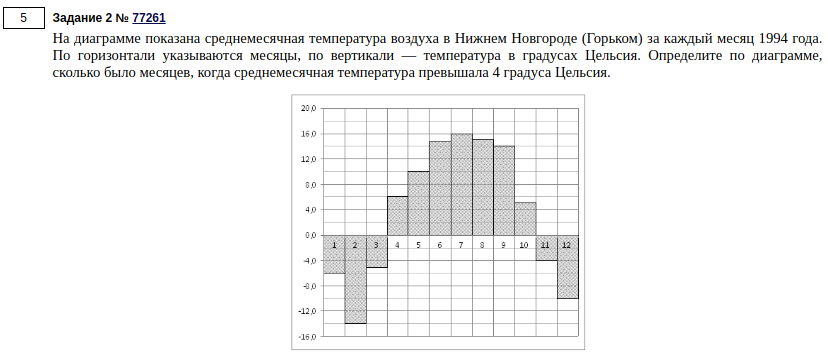 5
Задание 2 № 77261
На диаграмме показана среднемесячная температура воздуха в Нижнем Новгороде (Горьком) за каждый месяц 1994 года.
По горизонтали указываются месяцы, по вертикали — температура в градусах Цельсия. Определите по диаграмме,
сколько было месяцев, когда среднемесячная температура превышала 4 градуса Цельсия.
20,0
16,0
12,0
8,0
4,0
0,0
1 2 3 4 5 6 7 8 9 10 11 12
-4,0
-8,0
-12,0
-16,0